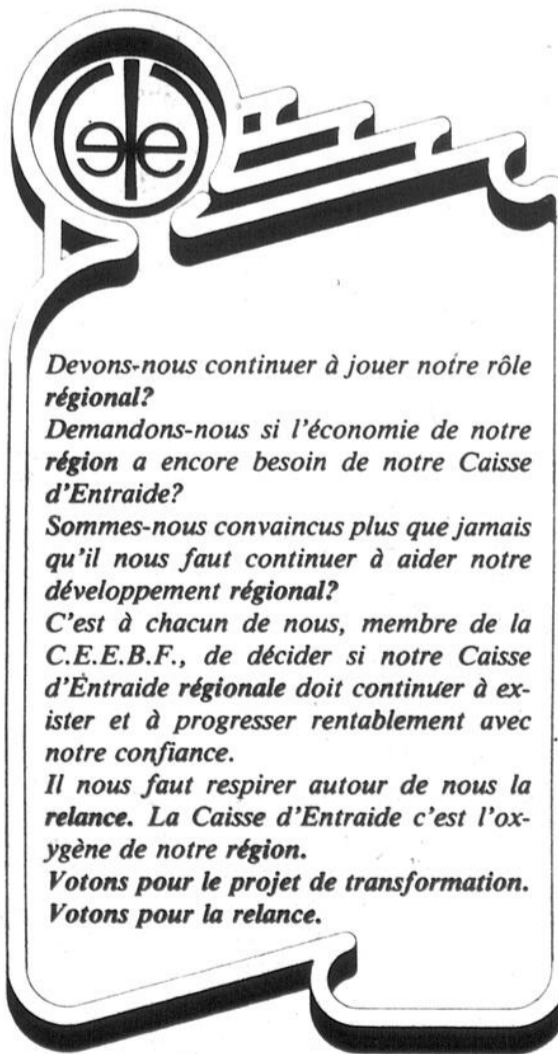 Devons-nous continuer à jouer notre rôle
régional?
Demandons-nous si l'économie de notre
région a encore besoin de notre Caisse
d'Entraide?
Sommes-nous convaincus plus que jamais
qu'il nous faut continuer à aider notre
développement régional?
C'est à chacun de nous, membre de la
C.E.E.B.F., de décider si notre Caisse
d'Entraide régionale doit continuer à ex-
ister et à progresser rentablement avec
notre confiance.
Il nous faut respirer autour de nous la
relance. La Caisse d'Entraide c'est l'ox-
ygène de notre région.
Votons pour le projet de transformation.
Votons pour la relance.